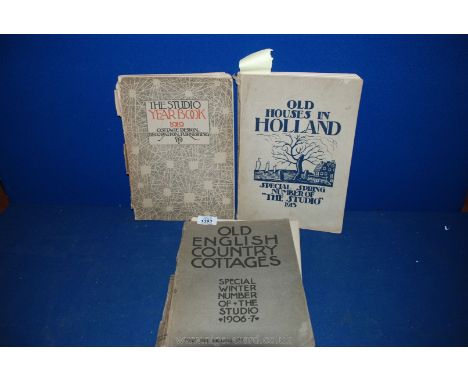 THE STUDIO
YEAR BOOK
1919
COTTAGE DESIGN
DECORATION, FURNISHING
OLD
HOUSES IN
HOLLAND
SPECIAL SPRING
NUMBER OF
"THE STUDIO"
1913
OLD
ENGLISH
COUNTRY
COTTAGES
SPECIAL
WINTER
NUMBER
OF • THE
STUDIO
• 1906-7 •